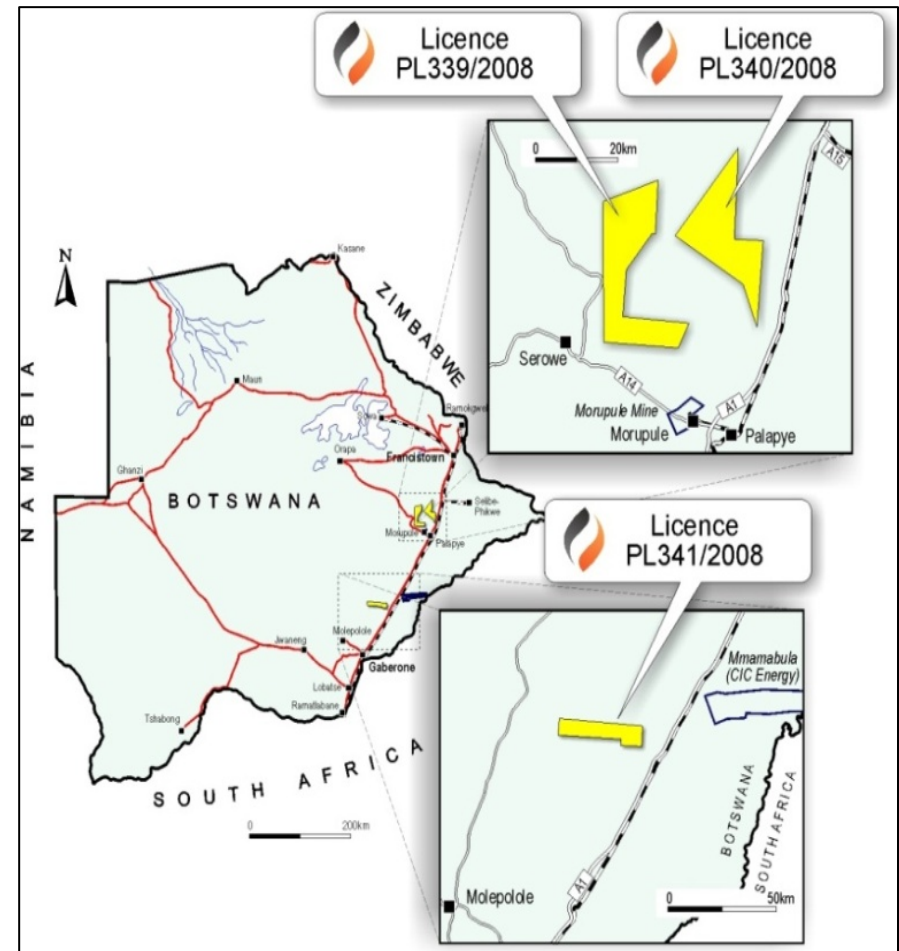 Licence
PL339/2008
Licence
PL340/2008
0 20km
A15
Serowe
A14
A1
Morupule Mine
Morupule
Palapye
N
NAMIBIA
ZIMBABWE
Kasane
Maun
Sowa
Francistown
Orapa
Ghanzi
BOTSWANA
Selibe-
Phikwe
Morupole
Palapye
Molepolole
Jwaneng
Gaberone
Lobatse
Ramatlabane
Tshabong
SOUTH AFRICA
0 200km
Licence
PL341/2008
Mmamabula
(CIC Energy)
BOTSWANA
SOUTH AFRICA
A1
Molepolole
0 50km